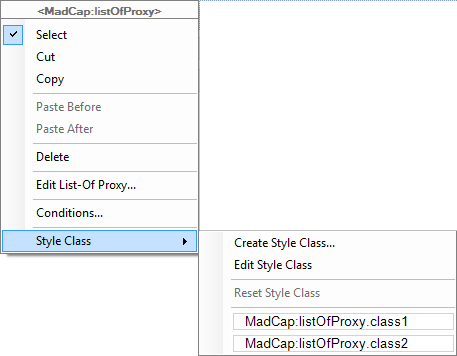 <MadCap:listOfProxy>
Select
Cut
Copy
Paste Before
Paste After
Delete
Edit List-Of Proxy...
Conditions...
Style Class
Create Style Class...
Edit Style Class
Reset Style Class
MadCap:listOfProxy.class1
MadCap:listOfProxy.class2